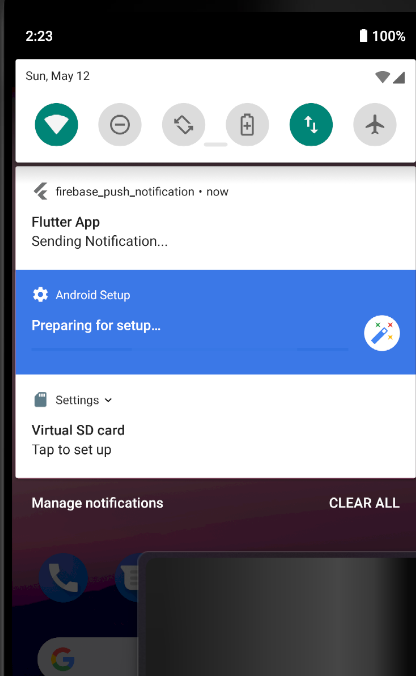 2:23
100%
Sun, May 12
firebase_push_notification • now
Flutter App
Sending Notification...
Android Setup
Preparing for setup…
Settings
Virtual SD card
Tap to set up
Manage notifications
CLEAR ALL
G